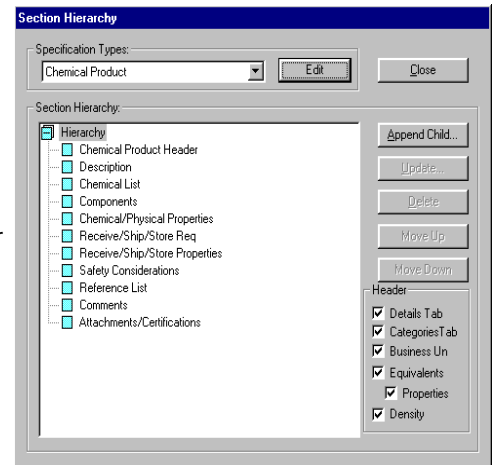 Section Hierarchy
Specification Types:
Chemical Product
Edit
Close
Section Hierarchy:
Hierarchy
Chemical Product Header
Description
Chemical List
Components
Chemical/Physical Properties
Receive/Ship/Store Req
Receive/Ship/Store Properties
Safety Considerations
Reference List
Comments
Attachments/Certifications
Append Child...
Update...
Delete
Move Up
Move Down
Header
Details Tab
CategoriesTab
Business Un
Equivalents
Properties
Density